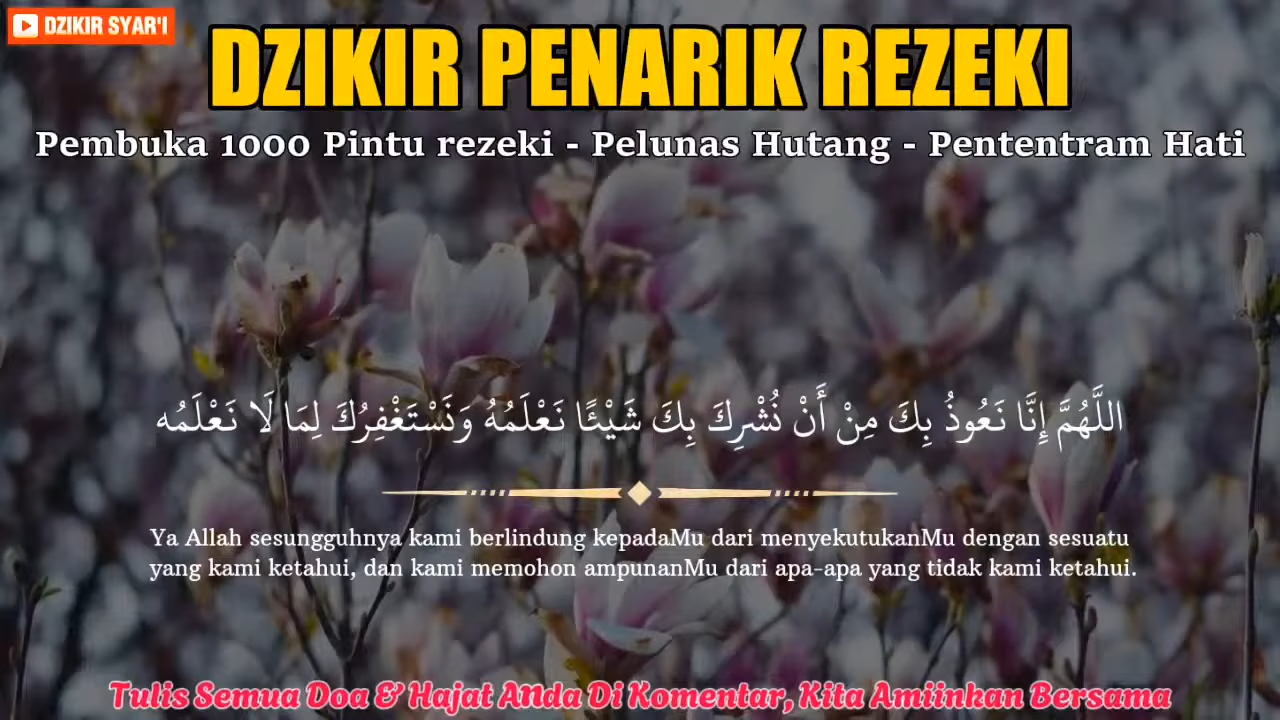 DZIKIR SYAR'I
DZIKIR PENARIK REZEKI
Pembuka 1000 Pintu rezeki - Pelunas Hutang - Pententram Hati
اللَّهُمَّ إِنَّا نَعُوذُ بِكَ مِنْ أَنْ نُشْرِكَ بِكَ شَيْئًا نَعْلَمُهُ وَنَسْتَغْفِرُكَ لِمَا لَا نَعْلَمُه
Ya Allah sesungguhnya kami berlindung kepadaMu dari menyekutukanMu dengan sesuatu
yang kami ketahui, dan kami memohon ampunanMu dari apa-apa yang tidak kami ketahui.
Tulis Semua Doa & Hajat Anda Di Komentar, Kita Amiinkan Bersama